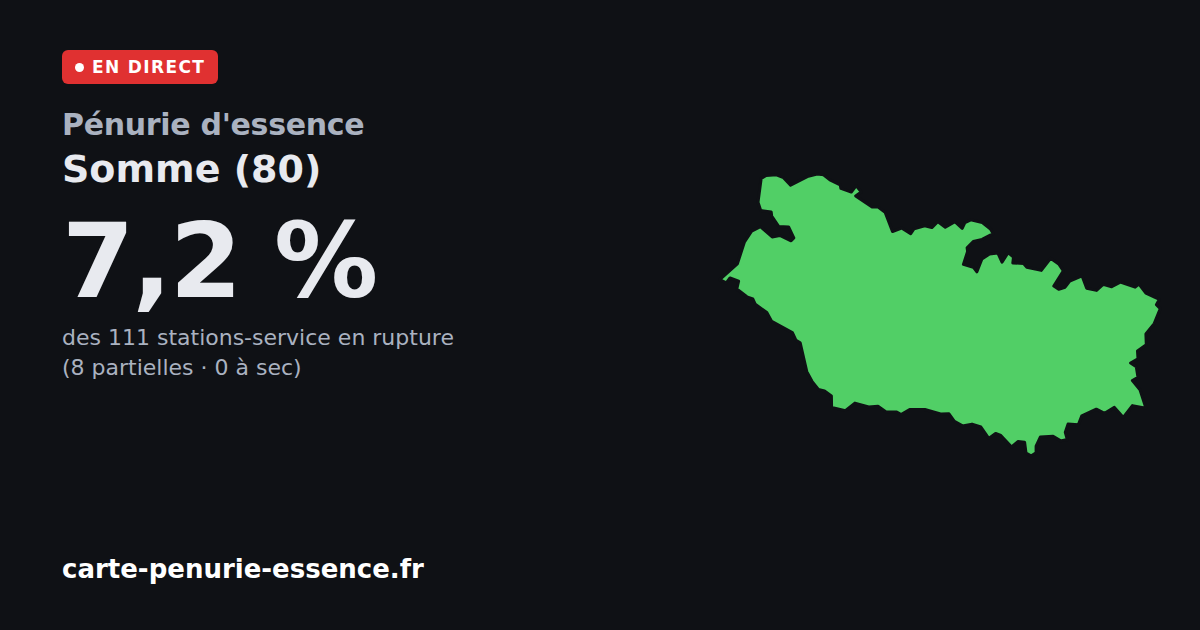 EN DIRECT
Pénurie d'essence
Somme (80)
7,2 %
des 111 stations-service en rupture
(8 partielles · 0 à sec)
carte-penurie-essence.fr